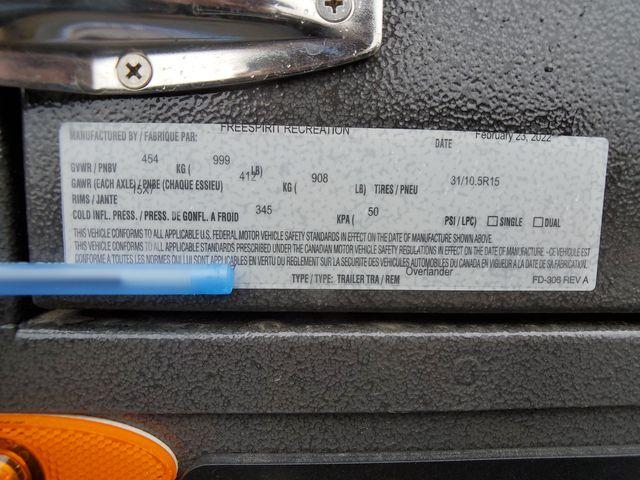 MANUFACTURED BY / FABRIQUE PAR: FREESPIRIT RECREATION DATE February 23, 2022
GVWR / PNBV 454 KG ( 999 LB)
GAWR (EACH AXLE) / PNBE (CHAQUE ESSIEU) 412 KG ( 908 LB) TIRES / PNEU 31/10.5R15
RIMS / JANTE 15X7
COLD INFL. PRESS. / PRESS. DE GONFL. A FROID 345 KPA ( 50 PSI / LPC) SINGLE DUAL
THIS VEHICLE CONFORMS TO ALL APPLICABLE U.S. FEDERAL MOTOR VEHICLE SAFETY STANDARDS IN EFFECT ON THE DATE OF MANUFACTURE SHOWN ABOVE.
THIS VEHICLE CONFORMS TO ALL APPLICABLE STANDARDS PRESCRIBED UNDER THE CANADIAN MOTOR VEHICLE SAFETY REGULATIONS IN EFFECT ON THE DATE OF MANUFACTURE - CE VÉHICULE EST
CONFORME A TOUTES LES NORMES QUI LUI SONT APPLICABLES EN VERTU DU RÈGLEMENT SUR LA SÉCURITÉ DES VÉHICULES AUTOMOBILES DU CANADA EN VIGUEUR A LA DATE DE SA FABRICATION.
TYPE / TYPE: TRAILER TRA / REM Overlander
FD-306 REV A